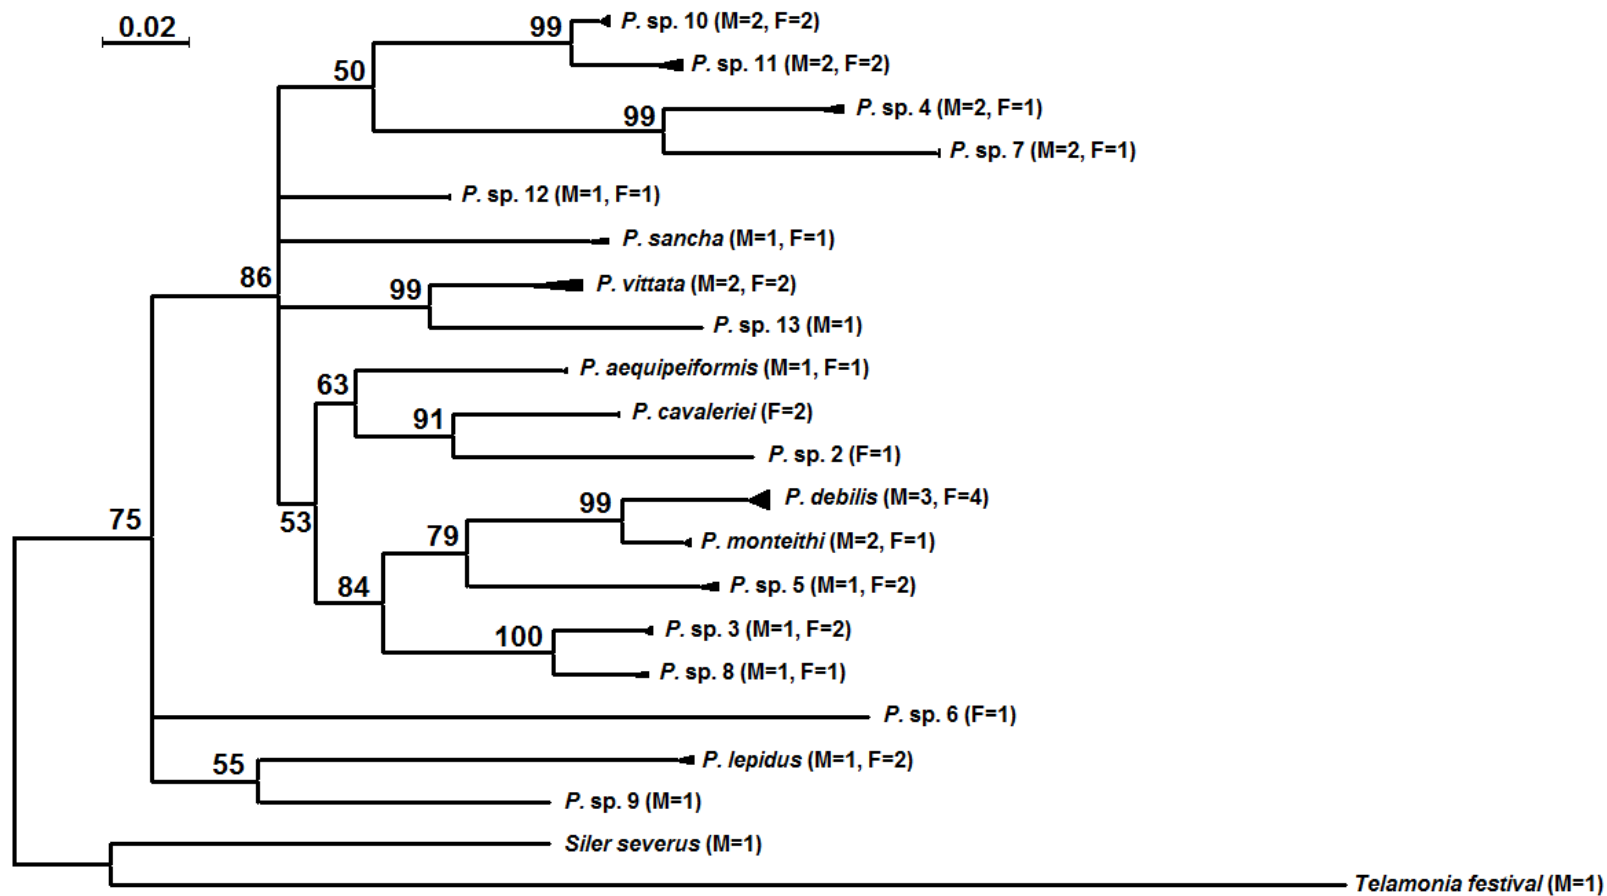 0.02
99
P. sp. 10 (M=2, F=2)
P. sp. 11 (M=2, F=2)
50
99
P. sp. 4 (M=2, F=1)
P. sp. 7 (M=2, F=1)
P. sp. 12 (M=1, F=1)
P. sancha (M=1, F=1)
86
99
P. vittata (M=2, F=2)
P. sp. 13 (M=1)
63
P. aequipeiformis (M=1, F=1)
91
P. cavaleriei (F=2)
P. sp. 2 (F=1)
75
53
99
P. debilis (M=3, F=4)
79
P. monteithi (M=2, F=1)
84
P. sp. 5 (M=1, F=2)
100
P. sp. 3 (M=1, F=2)
P. sp. 8 (M=1, F=1)
P. sp. 6 (F=1)
55
P. lepidus (M=1, F=2)
P. sp. 9 (M=1)
Siler severus (M=1)
Telamonia festival (M=1)